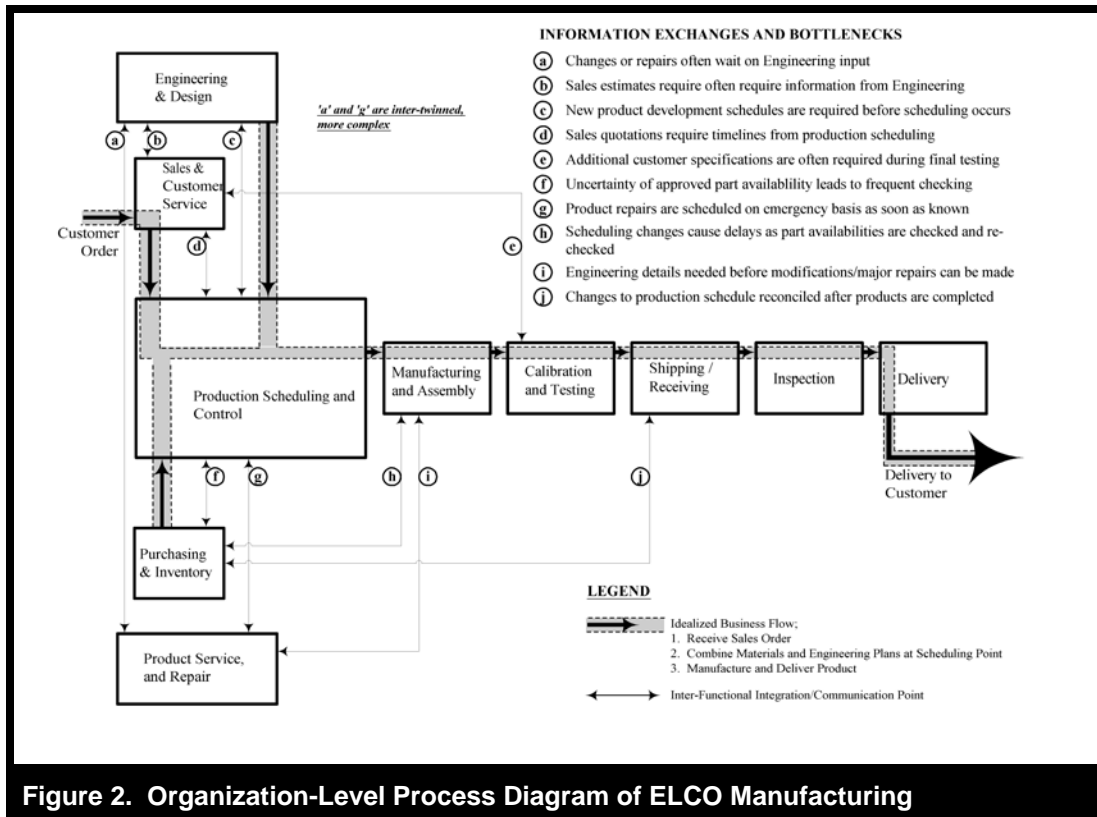 INFORMATION EXCHANGES AND BOTTLENECKS
a Changes or repairs often wait on Engineering input
b Sales estimates require often require information from Engineering
c New product development schedules are required before scheduling occurs
d Sales quotations require timelines from production scheduling
e Additional customer specifications are often required during final testing
f Uncertainty of approved part availablility leads to frequent checking
g Product repairs are scheduled on emergency basis as soon as known
h Scheduling changes cause delays as part availabilities are checked and re-
checked
i Engineering details needed before modifications/major repairs can be made
j Changes to production schedule reconciled after products are completed
Engineering
& Design
'a' and 'g' are inter-twinned,
more complex
a
b
c
Sales &
Customer
Service
Customer
Order
d
e
Production Scheduling and
Control
Manufacturing
and Assembly
Calibration
and Testing
Shipping /
Receiving
Inspection
Delivery
Delivery to
Customer
f
g
h
i
j
Purchasing
& Inventory
Product Service,
and Repair
LEGEND
Idealized Business Flow;
1. Receive Sales Order
2. Combine Materials and Engineering Plans at Scheduling Point
3. Manufacture and Deliver Product
Inter-Functional Integration/Communication Point
Figure 2. Organization-Level Process Diagram of ELCO Manufacturing